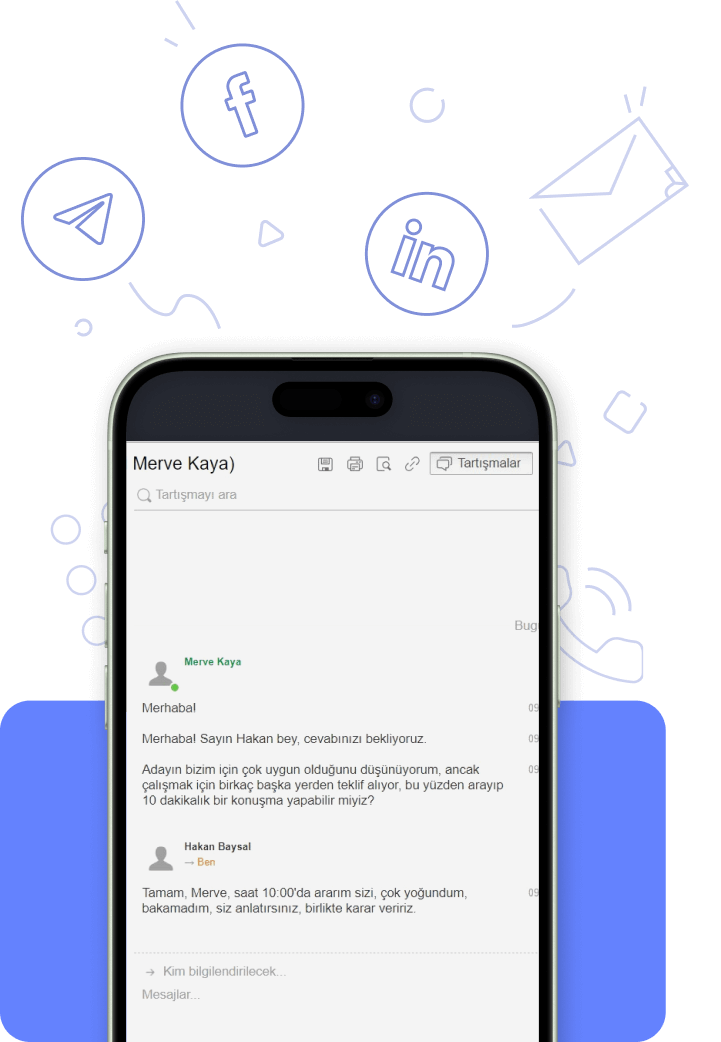 f
in
Merve Kaya)
Tartışmalar
Tartışmayı ara
Merve Kaya
Merhaba!
09
Merhaba! Sayın Hakan bey, cevabınızı bekliyoruz.
09
Adayın bizim için çok uygun olduğunu düşünüyorum, ancak
09
çalışmak için birkaç başka yerden teklif alıyor, bu yüzden arayıp
10 dakikalık bir konuşma yapabilir miyiz?
Hakan Baysal
→ Ben
Tamam, Merve, saat 10:00'da ararım sizi, çok yoğundum,
09
bakamadım, siz anlatırsınız, birlikte karar veririz.
→ Kim bilgilendirilecek...
Mesajlar...